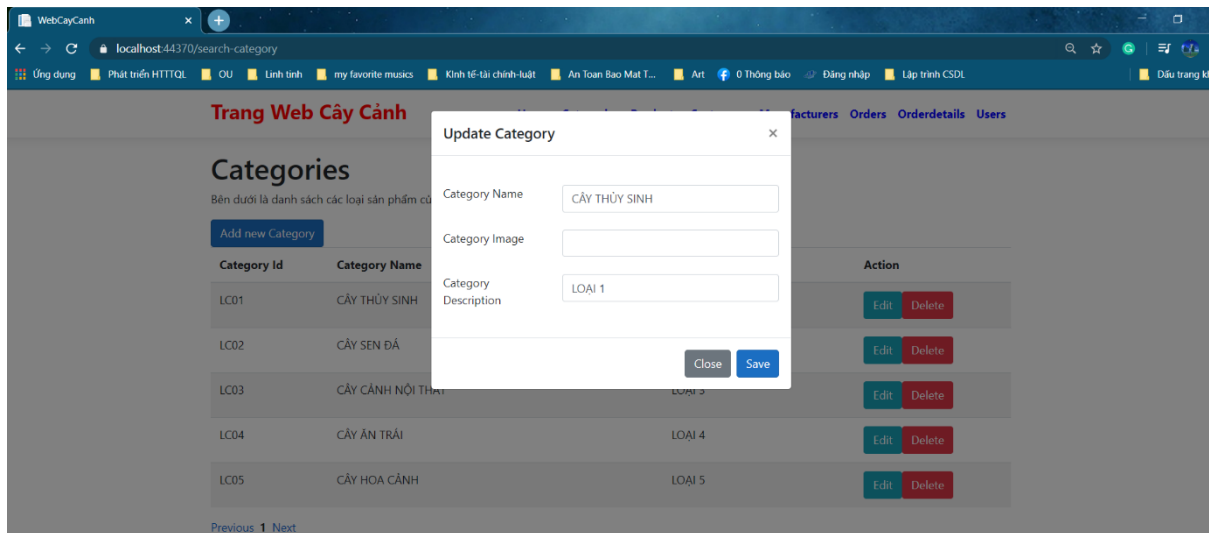 WebCayCanh
localhost:44370/search-category
Ứng dụng Phát triển HTTTQL OU Linh tinh my favorite musics KInh tế-tài chính-luật An Toan Bao Mat T... Art 0 Thông báo Đăng nhập Lập trình CSDL Dấu trang
Trang Web Cây Cảnh facturers Orders Orderdetails Users
Update Category ×
Categories
Bên dưới là danh sách các loại sản phẩm
Category Name CÂY THỦY SINH
Add new Category
Category Image
Category Id Category Name Action
Category Description LOẠI 1
LC01 CÂY THỦY SINH Edit Delete
LC02 CÂY SEN ĐÁ Edit Delete
Close Save
LC03 CÂY CẢNH NỘI THẤT LOẠI 3 Edit Delete
LC04 CÂY ĂN TRÁI LOẠI 4 Edit Delete
LC05 CÂY HOA CẢNH LOẠI 5 Edit Delete
Previous 1 Next